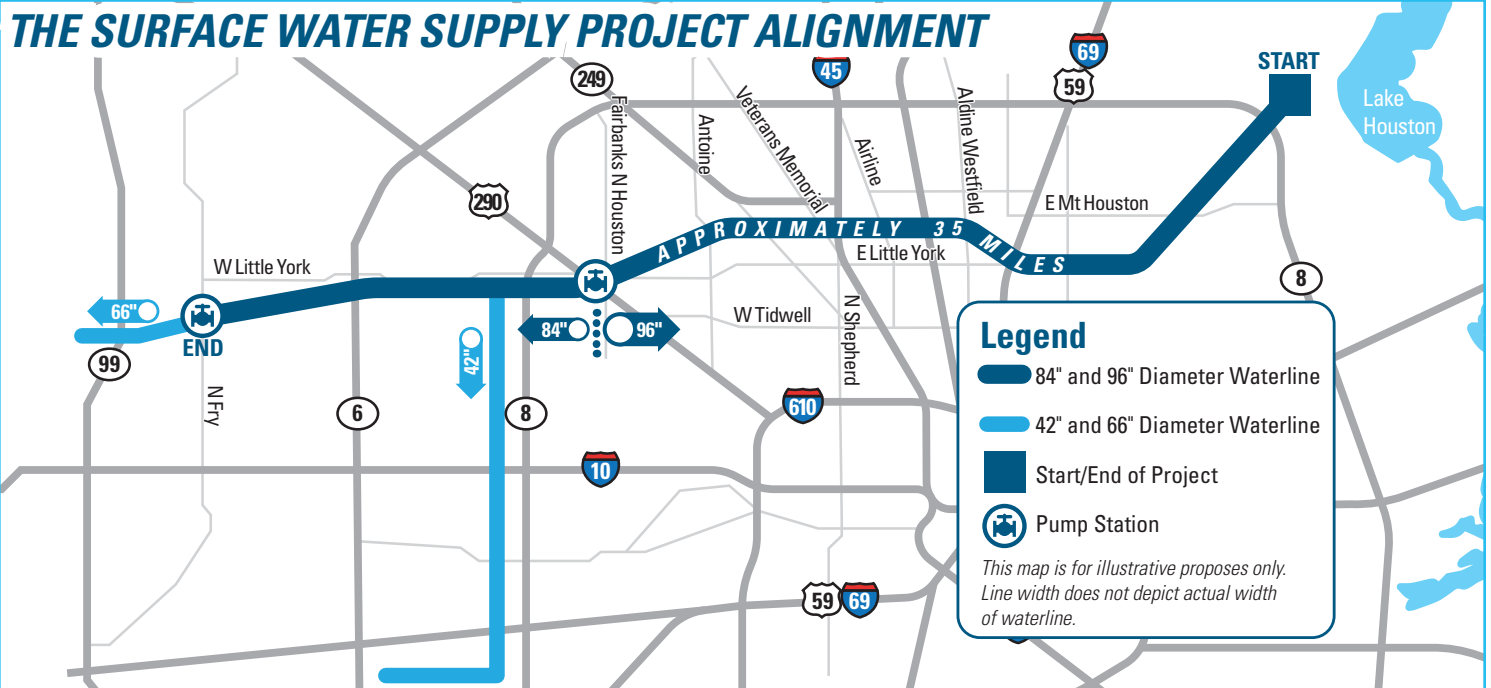 THE SURFACE WATER SUPPLY PROJECT ALIGNMENT
69
59
45
249
START
Lake
Houston
Fairbanks N Houston
Antoine
Veterans Memorial
Airline
Aldine Westfield
290
E Mt Houston
APPROXIMATELY 35 MILES
E Little York
W Little York
8
66"
END
84"
96"
W Tidwell
42"
99
N Fry
6
8
N Shepherd
610
10
59
69
Legend
84" and 96" Diameter Waterline
42" and 66" Diameter Waterline
Start/End of Project
Pump Station
This map is for illustrative proposes only.
Line width does not depict actual width
of waterline.